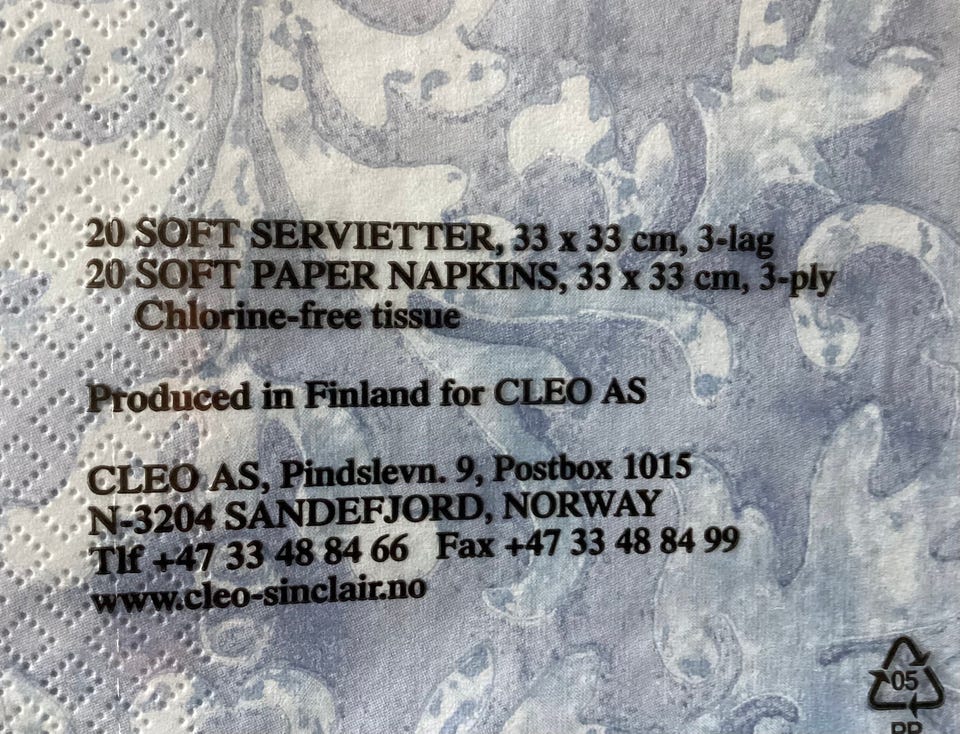 20 SOFT SERVIETTER, 33 x 33 cm, 3-lag
20 SOFT PAPER NAPKINS, 33 x 33 cm, 3-ply
Chlorine-free tissue
Produced in Finland for CLEO AS
CLEO AS, Pindslevn. 9, Postbox 1015
N-3204 SANDEFJORD, NORWAY
Tlf +47 33 48 84 66 Fax +47 33 48 84 99
www.cleo-sinclair.no
05
PP